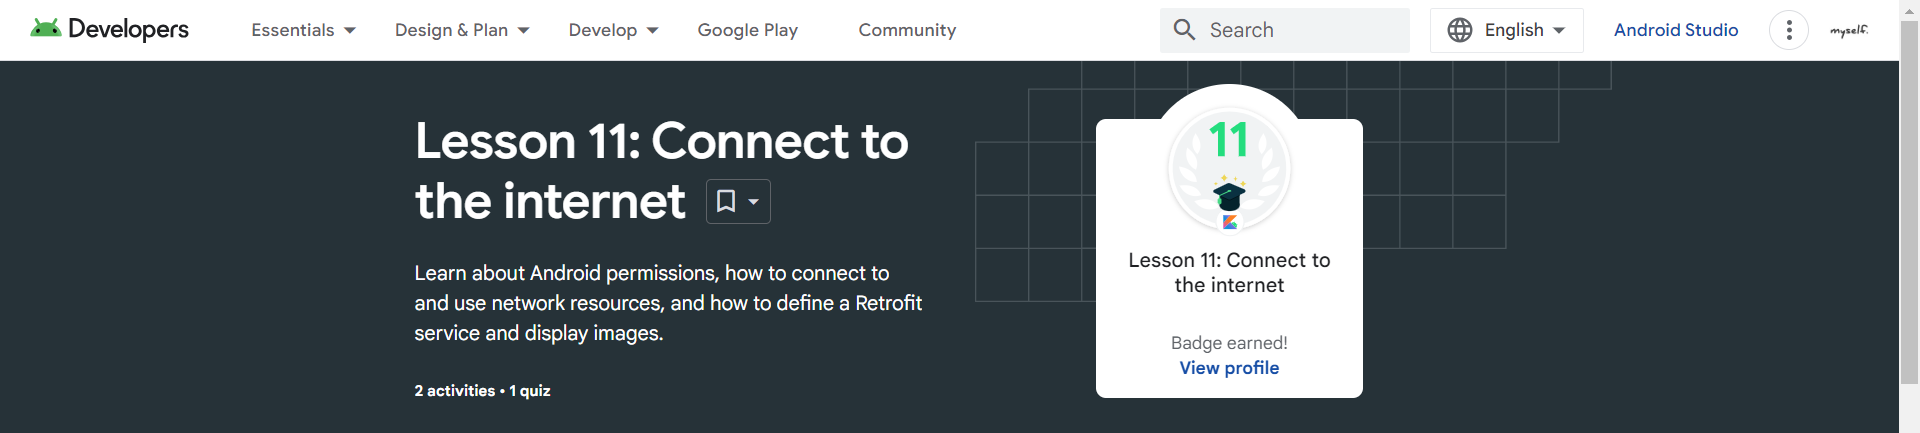 Developers
Essentials
Design & Plan
Develop
Google Play
Community
Search
English
Android Studio
myself.
Lesson 11: Connect to
the internet
Learn about Android permissions, how to connect to
and use network resources, and how to define a Retrofit
service and display images.
2 activities • 1 quiz
11
Lesson 11: Connect to
the internet
Badge earned!
View profile